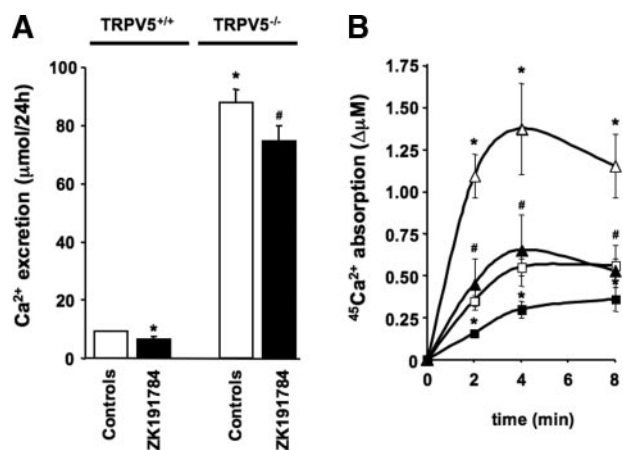 A
TRPV5+/+
TRPV5-/-
Ca2+ excretion (µmol/24h)
100
80
60
40
20
0
*
*
#
Controls
ZK191784
Controls
ZK191784
B
45Ca2+ absorption (ΔµM)
1.75
1.50
1.25
1.00
0.75
0.50
0.25
0
*
*
*
#
#
#
*
*
*
0
2
4
6
8
time (min)